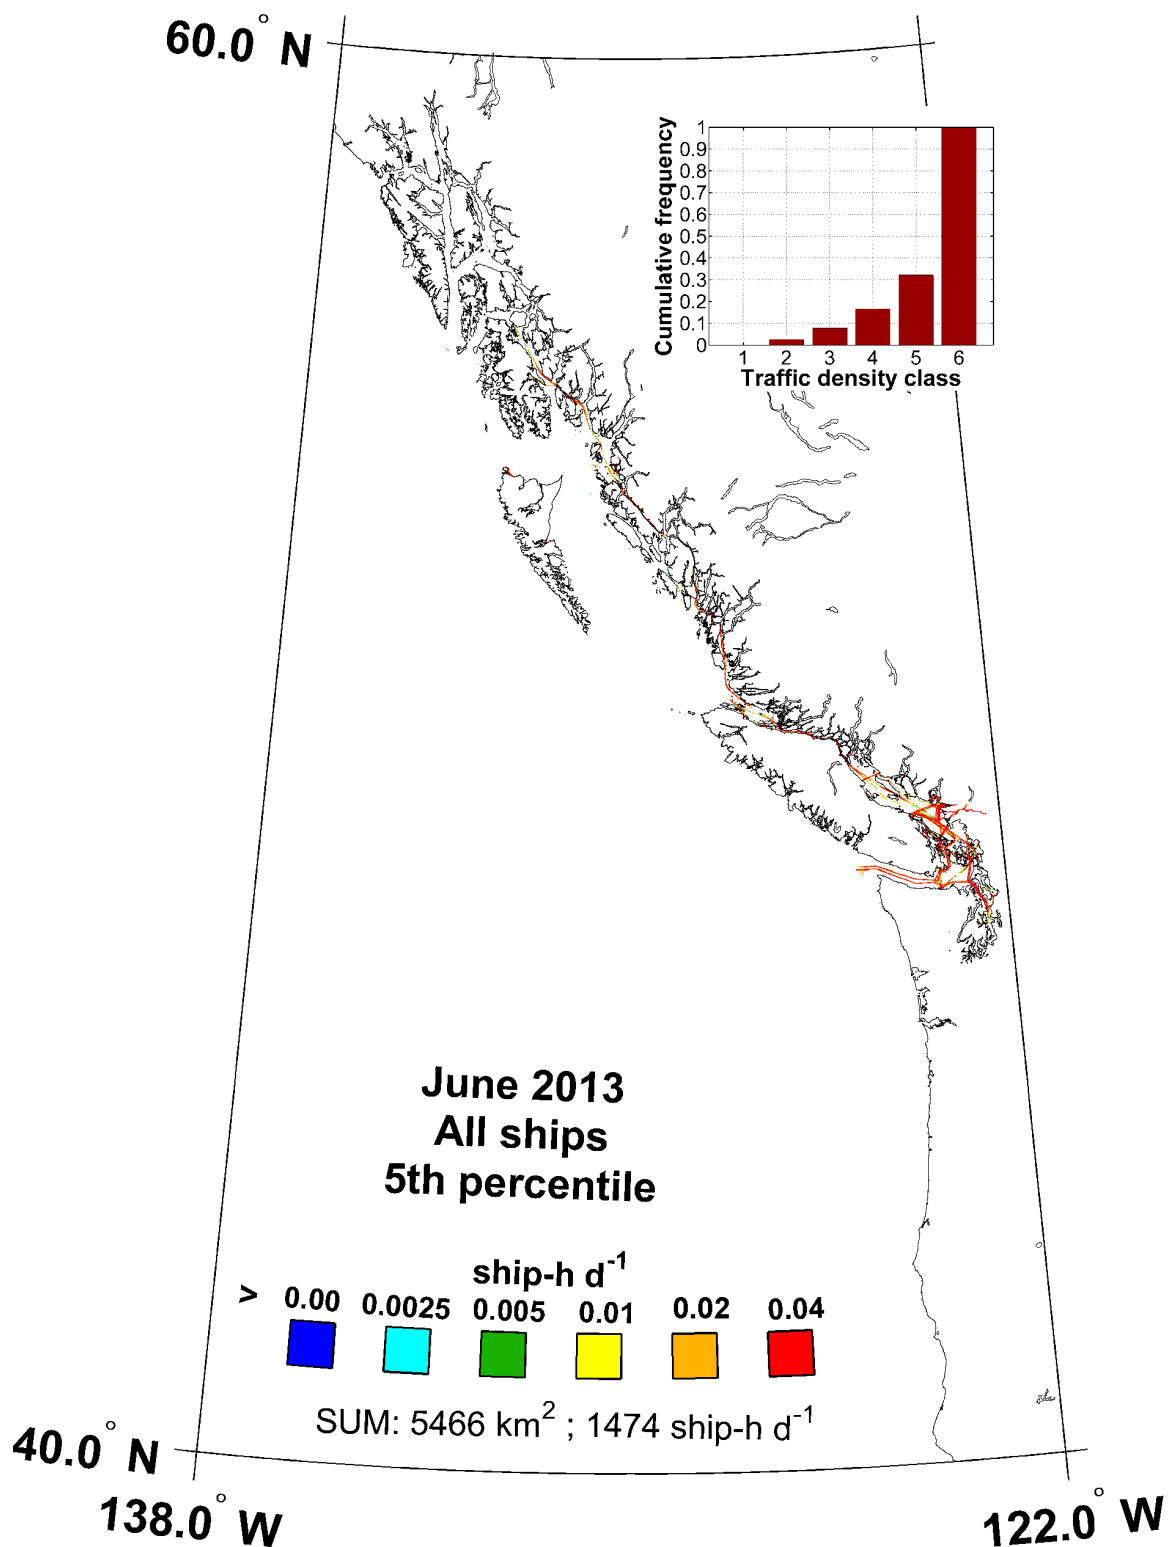 60.0° N
Cumulative frequency
1
0.9
0.8
0.7
0.6
0.5
0.4
0.3
0.2
0.1
0
1 2 3 4 5 6
Traffic density class
June 2013
All ships
5th percentile
ship-h d⁻¹
> 0.00 0.0025 0.005 0.01 0.02 0.04
SUM: 5466 km² ; 1474 ship-h d⁻¹
40.0° N
138.0° W
122.0° W